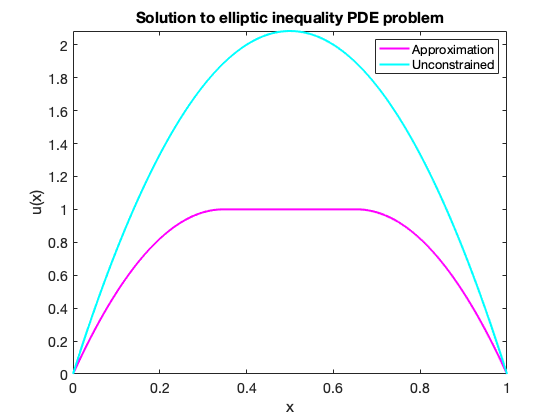 Solution to elliptic inequality PDE problem
Approximation
Unconstrained
u(x)
2
1.8
1.6
1.4
1.2
1
0.8
0.6
0.4
0.2
0
0 0.2 0.4 0.6 0.8 1
x